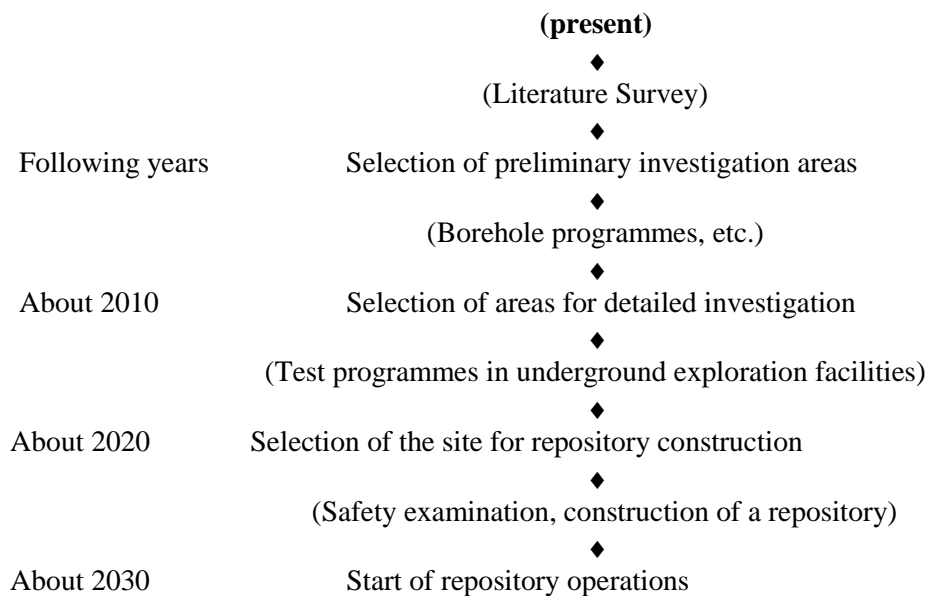 (present)
♦
(Literature Survey)
♦
Following years Selection of preliminary investigation areas
♦
(Borehole programmes, etc.)
♦
About 2010 Selection of areas for detailed investigation
♦
(Test programmes in underground exploration facilities)
♦
About 2020 Selection of the site for repository construction
♦
(Safety examination, construction of a repository)
♦
About 2030 Start of repository operations